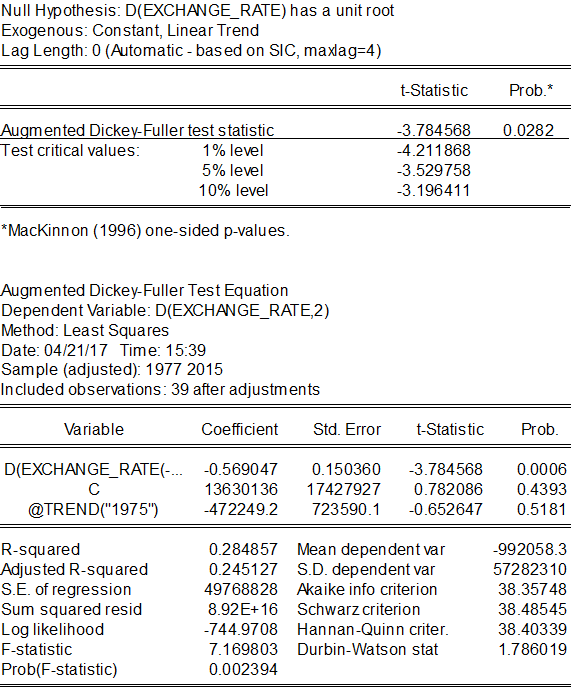 Null Hypothesis: D(EXCHANGE_RATE) has a unit root
Exogenous: Constant, Linear Trend
Lag Length: 0 (Automatic - based on SIC, maxlag=4)
t-Statistic Prob.*
Augmented Dickey-Fuller test statistic -3.784568 0.0282
Test critical values: 1% level -4.211868
5% level -3.529758
10% level -3.196411
*MacKinnon (1996) one-sided p-values.
Augmented Dickey-Fuller Test Equation
Dependent Variable: D(EXCHANGE_RATE,2)
Method: Least Squares
Date: 04/21/17 Time: 15:39
Sample (adjusted): 1977 2015
Included observations: 39 after adjustments
Variable Coefficient Std. Error t-Statistic Prob.
D(EXCHANGE_RATE(-... -0.569047 0.150360 -3.784568 0.0006
C 13630136 17427927 0.782086 0.4393
@TREND("1975") -472249.2 723590.1 -0.652647 0.5181
R-squared 0.284857 Mean dependent var -992058.3
Adjusted R-squared 0.245127 S.D. dependent var 57282310
S.E. of regression 49768828 Akaike info criterion 38.35748
Sum squared resid 8.92E+16 Schwarz criterion 38.48545
Log likelihood -744.9708 Hannan-Quinn criter. 38.40339
F-statistic 7.169803 Durbin-Watson stat 1.786019
Prob(F-statistic) 0.002394